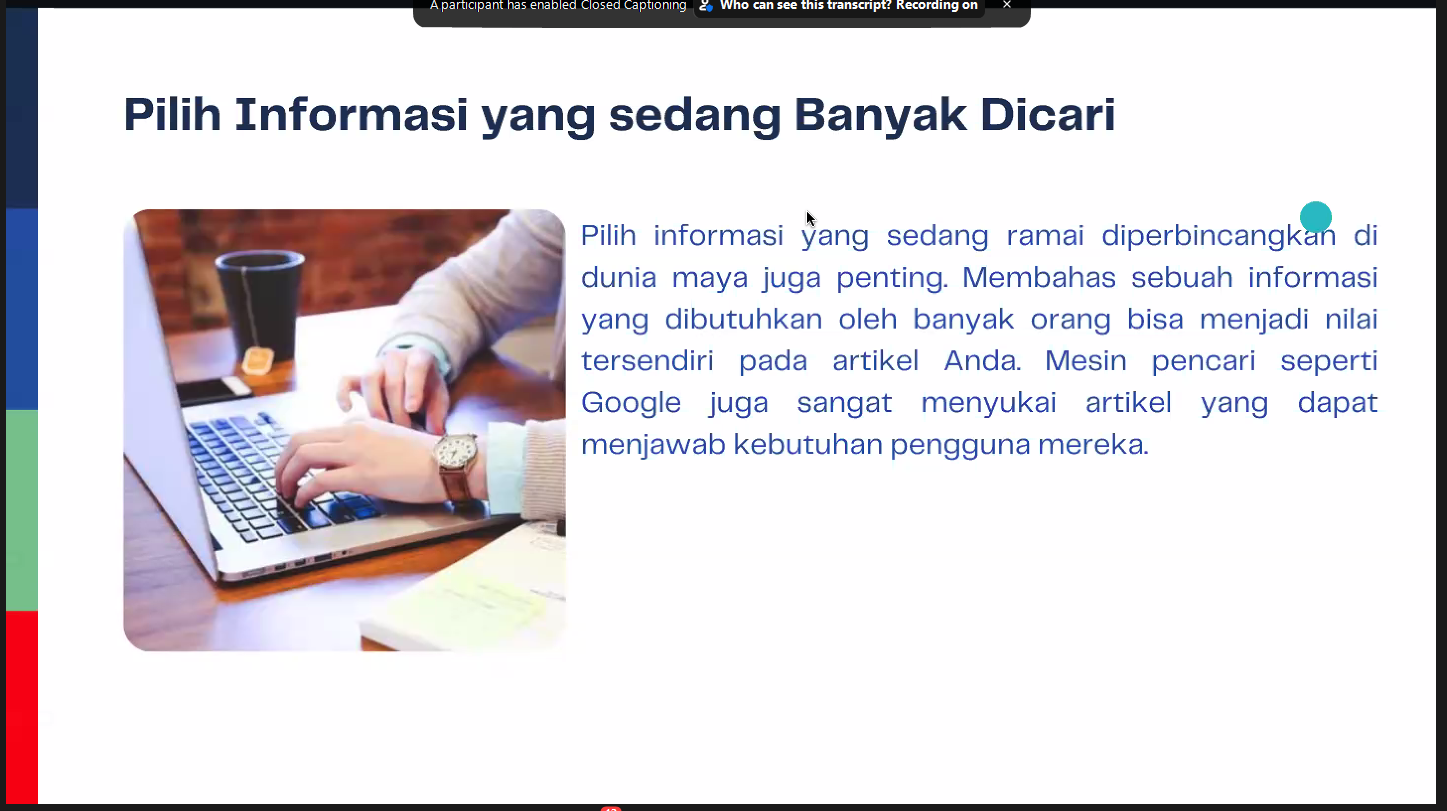 A participant has enabled Closed Captioning
Who can see this transcript? Recording on
Pilih Informasi yang sedang Banyak Dicari
Pilih informasi yang sedang ramai diperbincangkan di
dunia maya juga penting. Membahas sebuah informasi
yang dibutuhkan oleh banyak orang bisa menjadi nilai
tersendiri pada artikel Anda. Mesin pencari seperti
Google juga sangat menyukai artikel yang dapat
menjawab kebutuhan pengguna mereka.